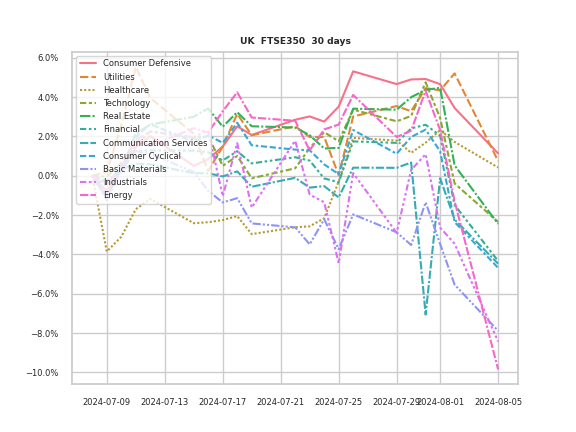 UK FTSE350 30 days
6.0%
4.0%
2.0%
0.0%
−2.0%
−4.0%
−6.0%
−8.0%
−10.0%
Consumer Defensive
Utilities
Healthcare
Technology
Real Estate
Financial
Communication Services
Consumer Cyclical
Basic Materials
Industrials
Energy
2024-07-09 2024-07-13 2024-07-17 2024-07-21 2024-07-25 2024-07-29 2024-08-01 2024-08-05